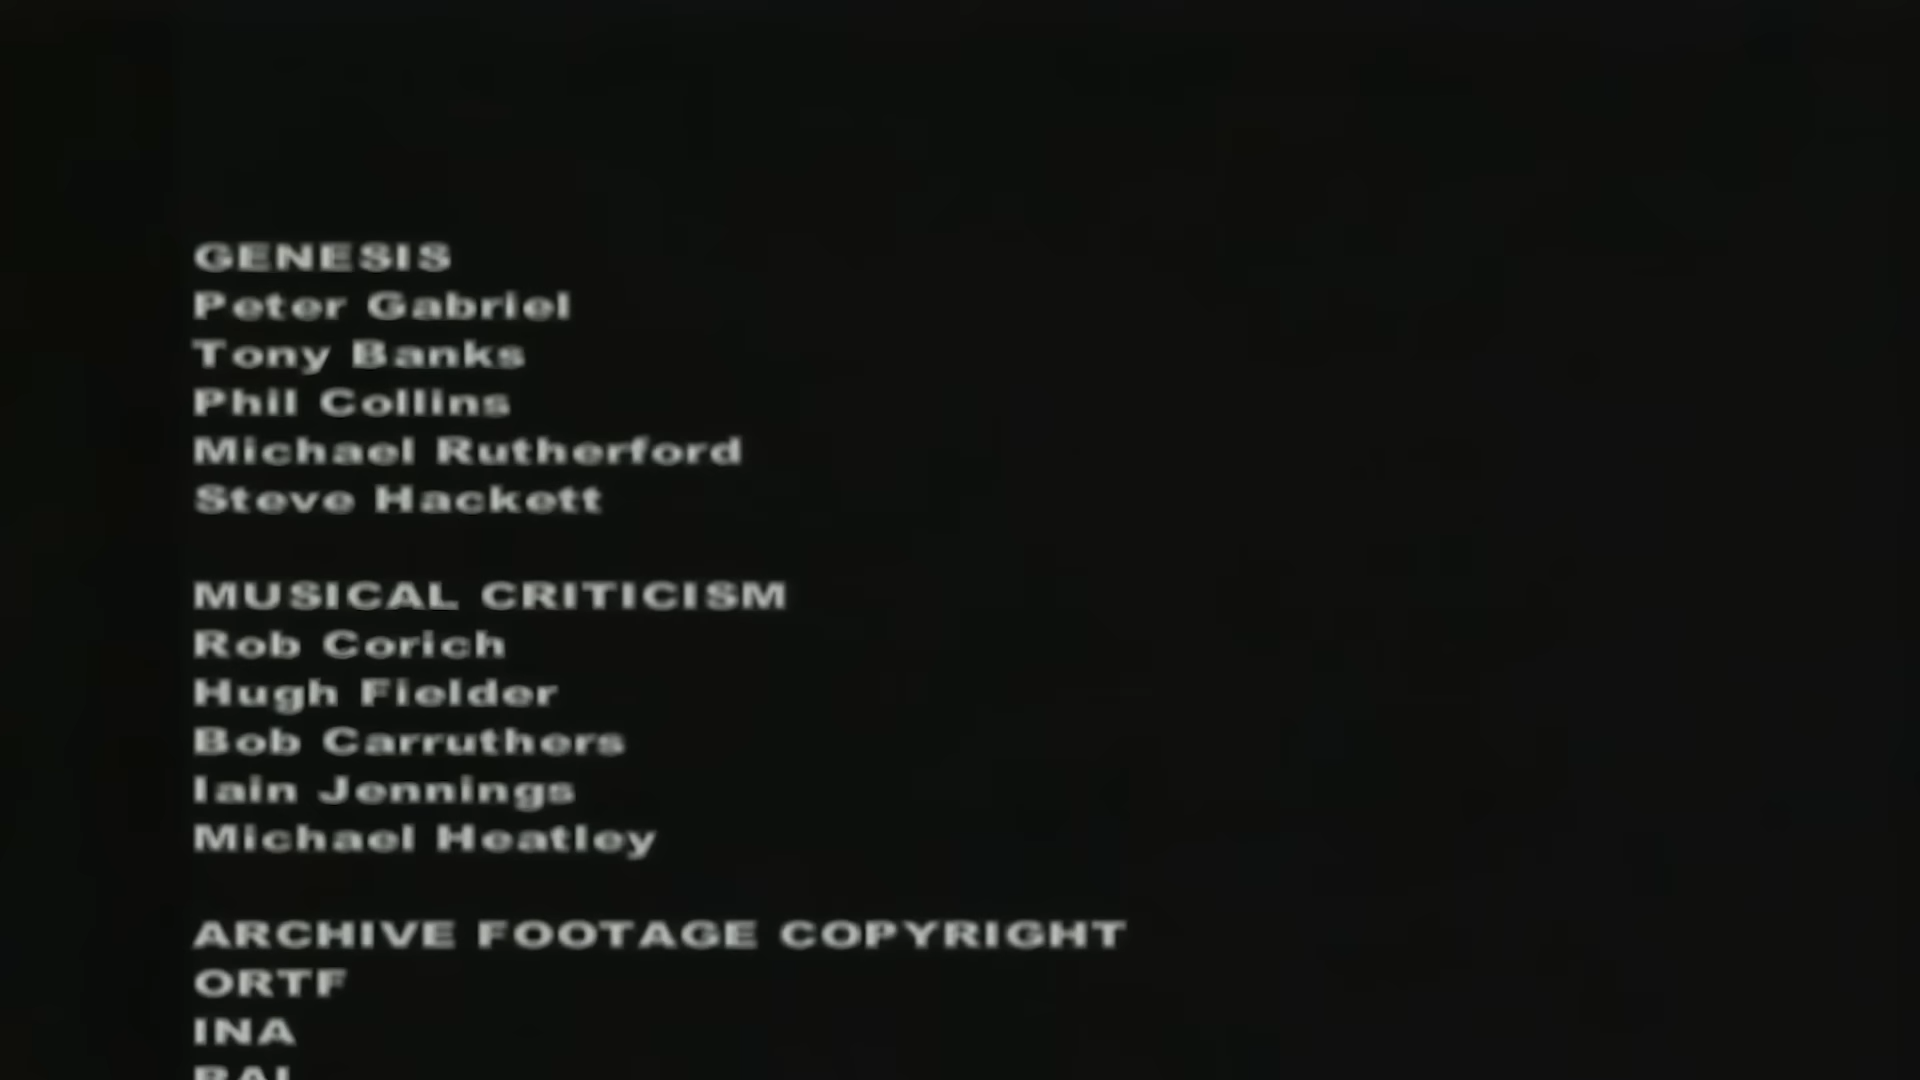 GENESIS
Peter Gabriel
Tony Banks
Phil Collins
Michael Rutherford
Steve Hackett
MUSICAL CRITICISM
Rob Corich
Hugh Fielder
Bob Carruthers
Iain Jennings
Michael Heatley
ARCHIVE FOOTAGE COPYRIGHT
ORTF
INA